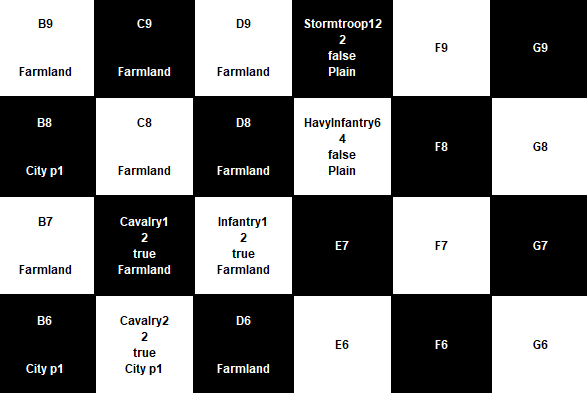 B9
Farmland
C9
Farmland
D9
Farmland
Stormtroop12
2
false
Plain
F9
G9
B8
City p1
C8
Farmland
D8
Farmland
HavyInfantry6
4
false
Plain
F8
G8
B7
Farmland
Cavalry1
2
true
Farmland
Infantry1
2
true
Farmland
E7
F7
G7
B6
City p1
Cavalry2
2
true
City p1
D6
Farmland
E6
F6
G6